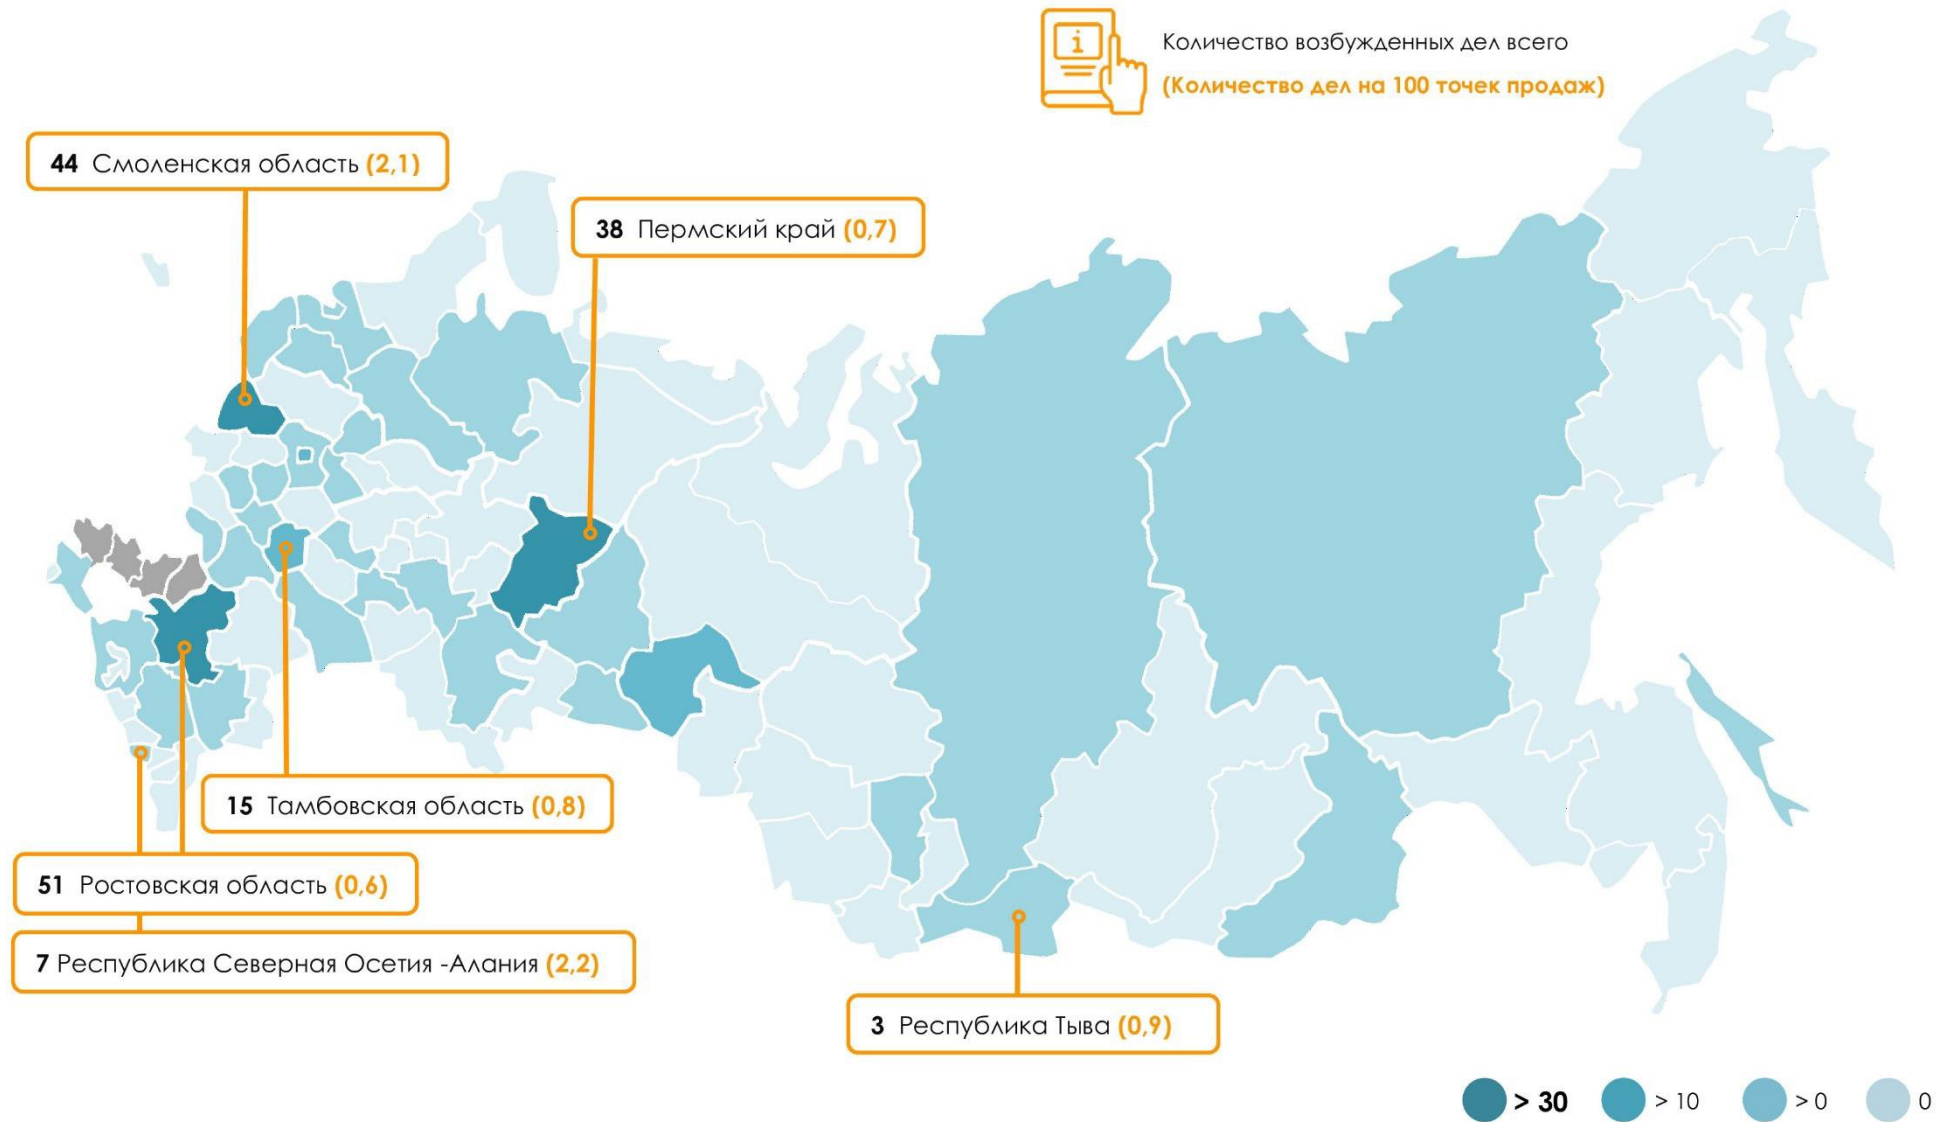 i
Количество возбужденных дел всего
(Количество дел на 100 точек продаж)
44 Смоленская область (2,1)
38 Пермский край (0,7)
15 Тамбовская область (0,8)
51 Ростовская область (0,6)
7 Республика Северная Осетия -Алания (2,2)
3 Республика Тыва (0,9)
> 30 > 10 > 0 0